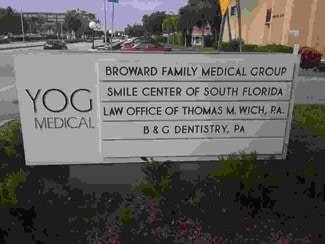 YOG
MEDICAL
BROWARD FAMILY MEDICAL GROUP
SMILE CENTER OF SOUTH FLORIDA
LAW OFFICE OF THOMAS M. WICH, PA.
B & G DENTISTRY, PA